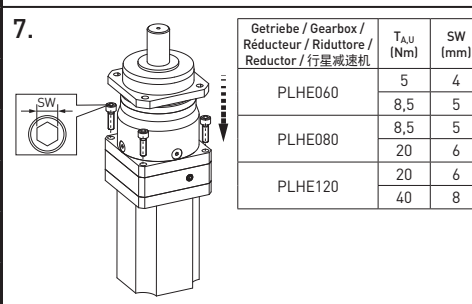 7.
SW
Getriebe / Gearbox /
Réducteur / Riduttore /
Reductor / 行星减速机
T_A,U
(Nm)
SW
(mm)
PLHE060
5 4
8,5 5
PLHE080
8,5 5
20 6
PLHE120
20 6
40 8